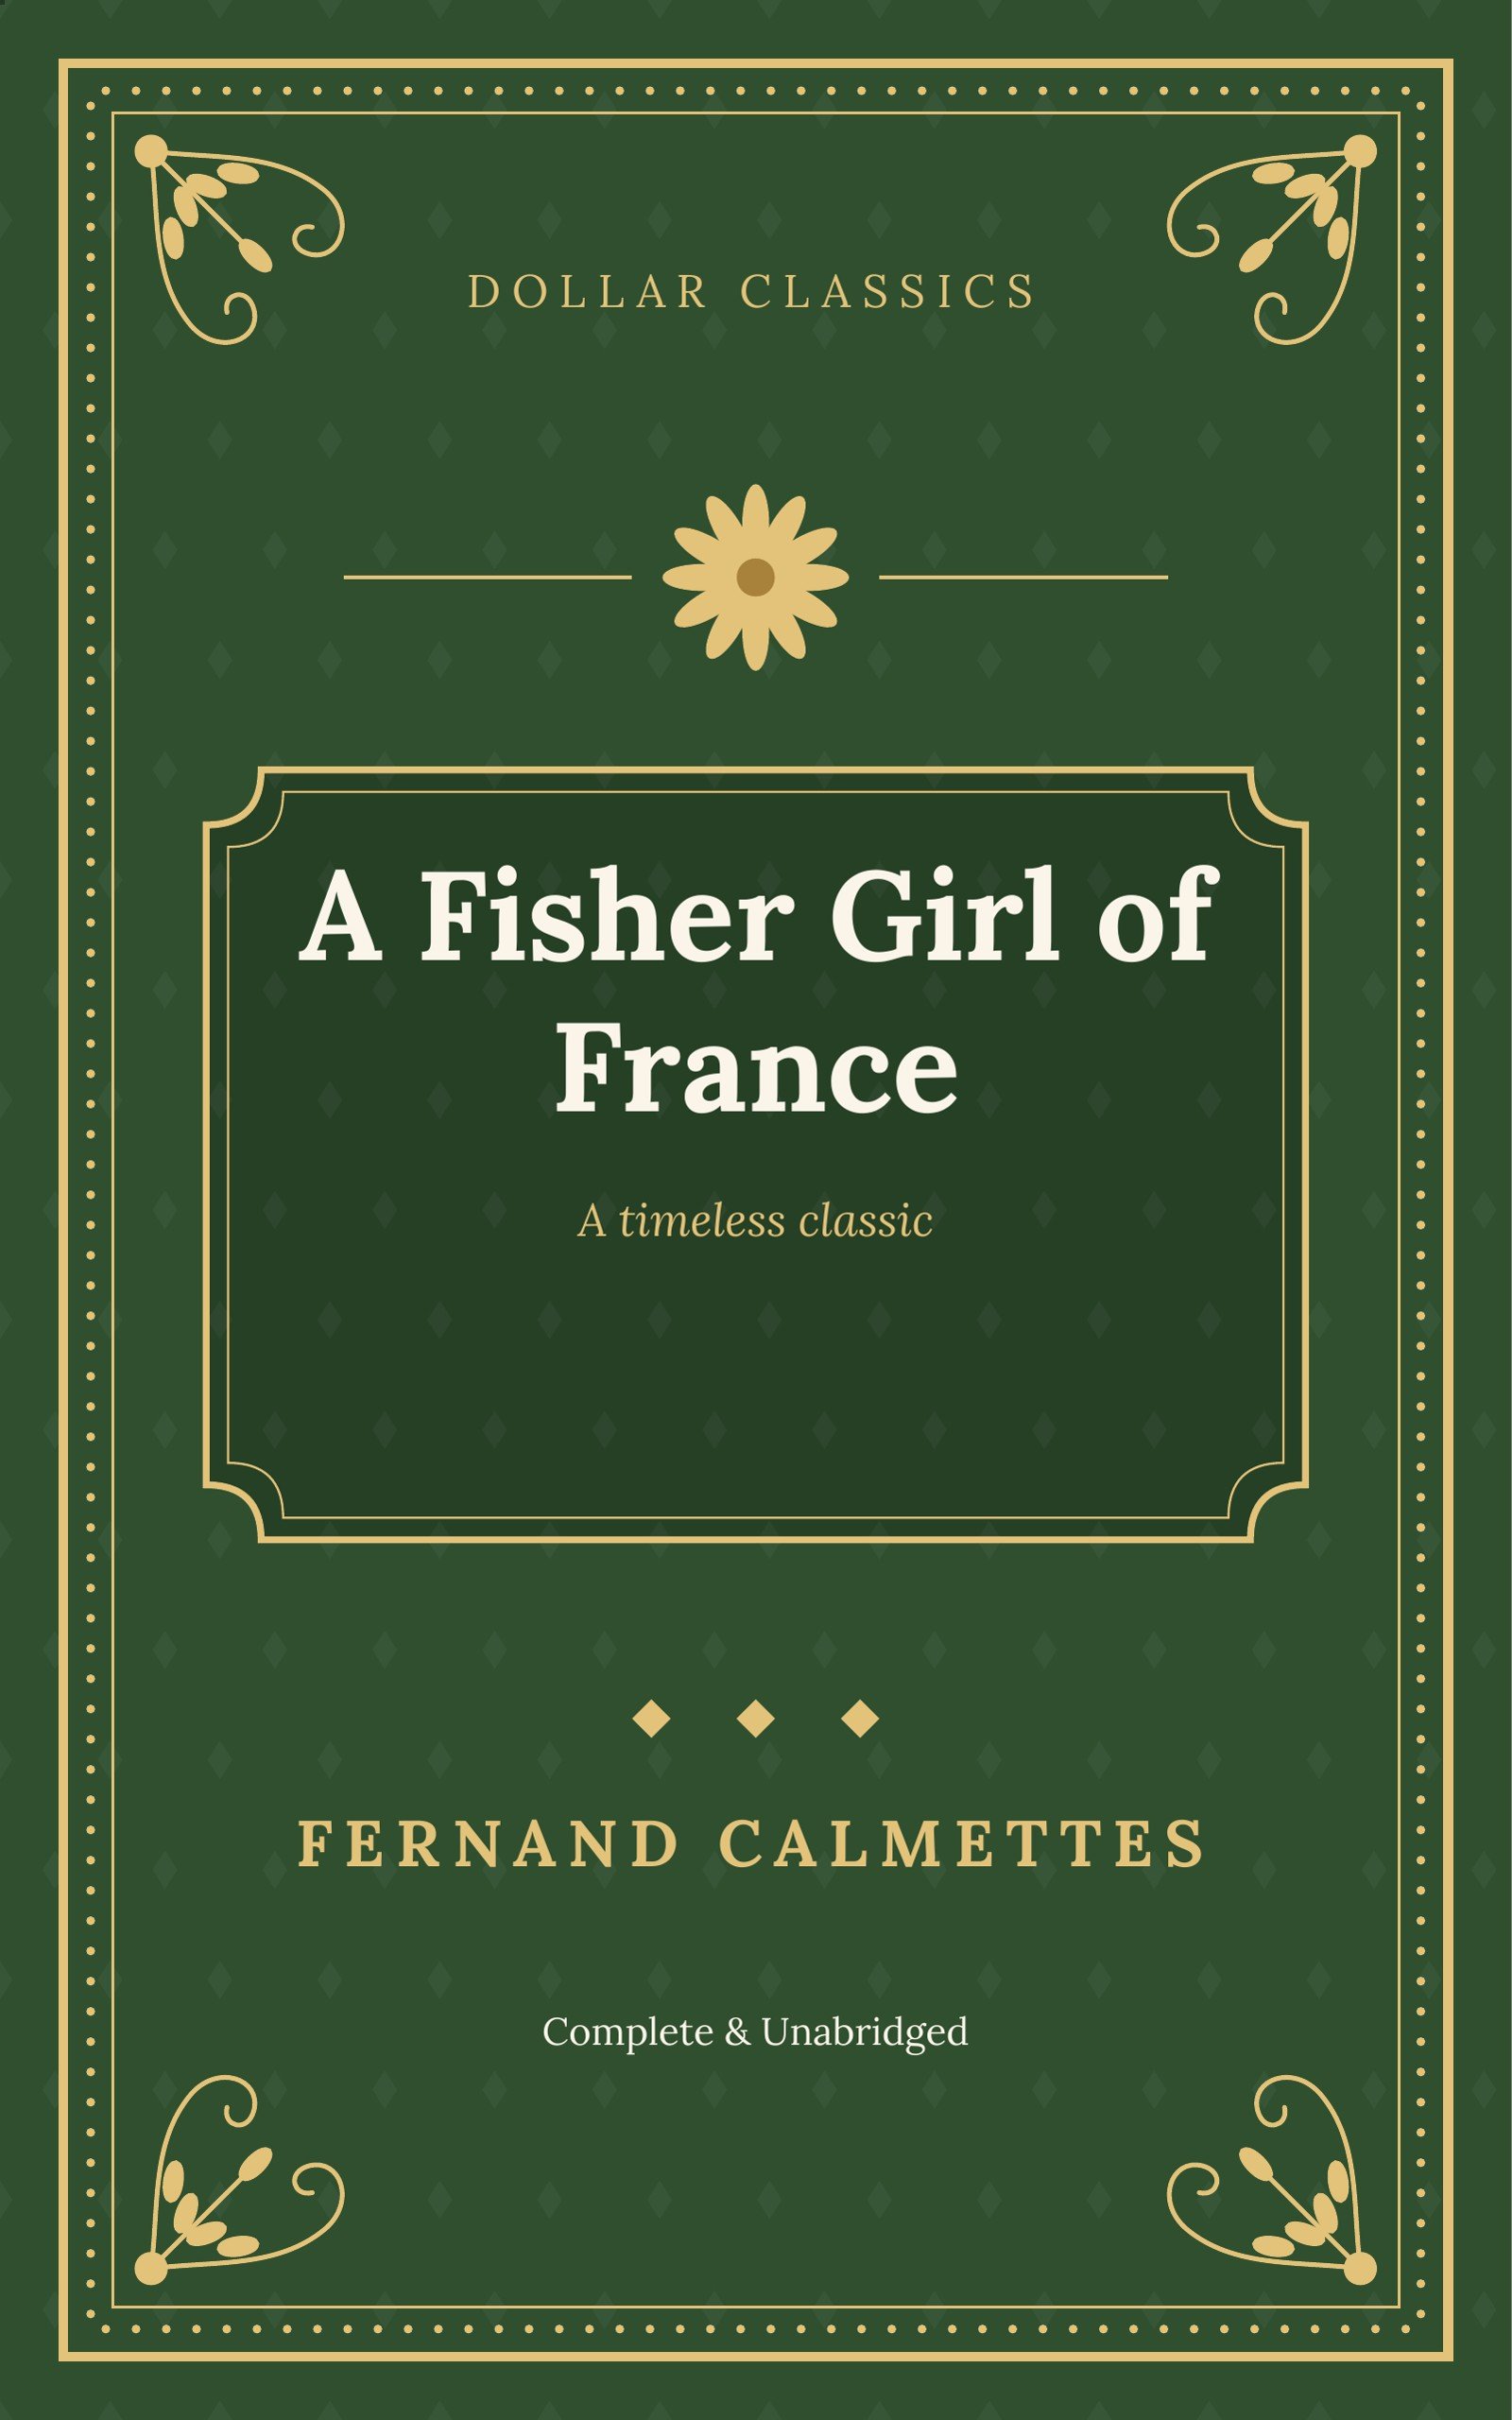 DOLLAR CLASSICS
A Fisher Girl of
France
A timeless classic
FERNAND CALMETTES
Complete & Unabridged